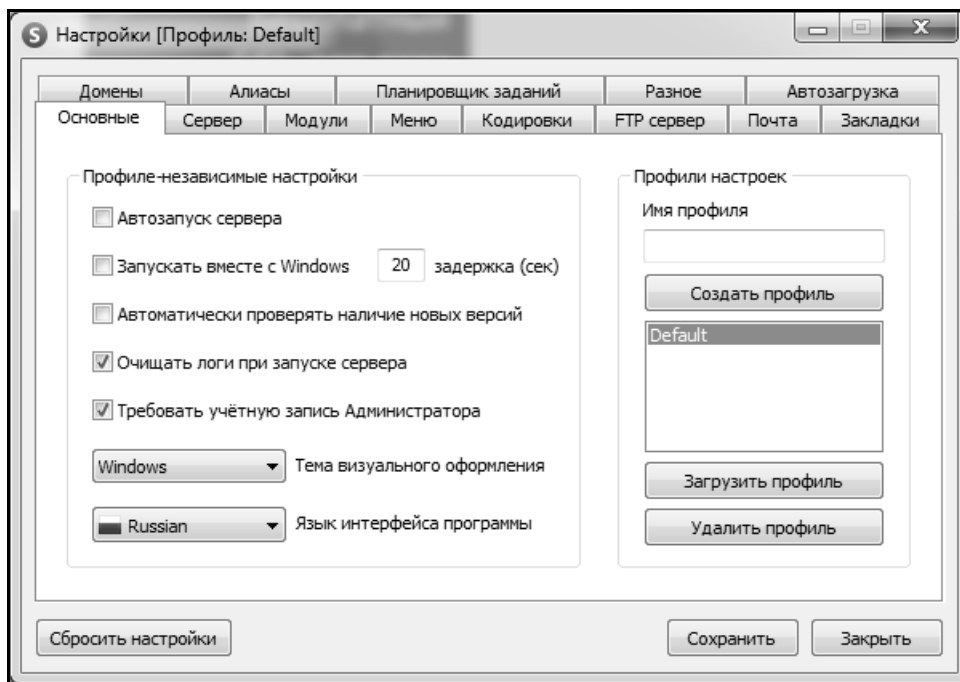 S Настройки [Профиль: Default]
Домены Алиасы Планировщик заданий Разное Автозагрузка
Основные Сервер Модули Меню Кодировки FTP сервер Почта Закладки
Профиле-независимые настройки
Автозапуск сервера
Запускать вместе с Windows 20 задержка (сек)
Автоматически проверять наличие новых версий
Очищать логи при запуске сервера
Требовать учётную запись Администратора
Windows Тема визуального оформления
Russian Язык интерфейса программы
Профили настроек
Имя профиля
Создать профиль
Default
Загрузить профиль
Удалить профиль
Сбросить настройки Сохранить Закрыть